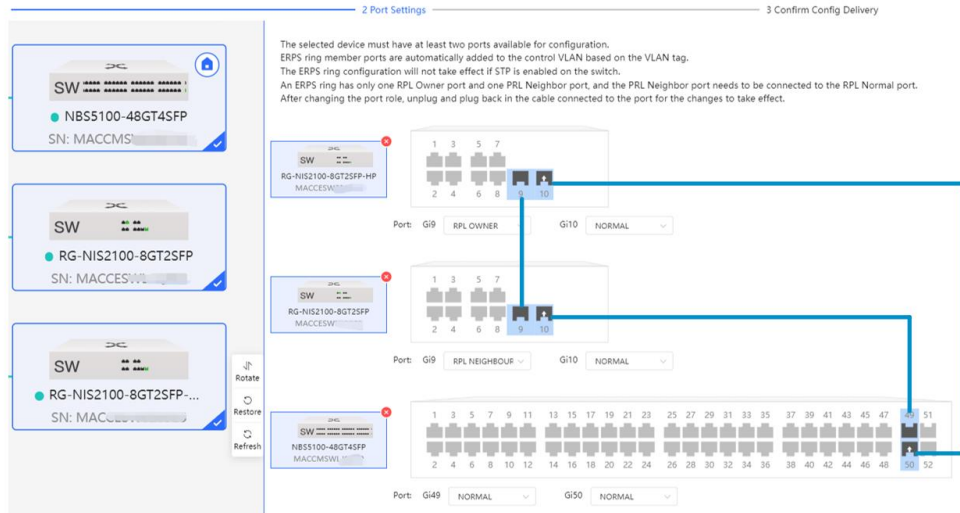 2 Port Settings
3 Confirm Config Delivery
SW
NBS5100-48GT4SFP
SN: MACCMS
SW
RG-NIS2100-8GT2SFP
SN: MACCESW
SW
RG-NIS2100-8GT2SFP-...
SN: MACCE
Rotate
Restore
Refresh
The selected device must have at least two ports available for configuration.
ERPS ring member ports are automatically added to the control VLAN based on the VLAN tag.
The ERPS ring configuration will not take effect if STP is enabled on the switch.
An ERPS ring has only one RPL Owner port and one PRL Neighbor port, and the PRL Neighbor port needs to be connected to the RPL Normal port.
After changing the port role, unplug and plug back in the cable connected to the port for the changes to take effect.
SW
RG-NIS2100-8GT2SFP-HP
MACCESW
1 3 5 7
2 4 6 8 9 10
Port: Gi9 RPL OWNER Gi10 NORMAL
SW
RG-NIS2100-8GT2SFP
MACCESW
1 3 5 7
2 4 6 8 9 10
Port: Gi9 RPL NEIGHBOUR Gi10 NORMAL
SW
NBS5100-48GT4SFP
MACCMSWL
1 3 5 7 9 11 13 15 17 19 21 23 25 27 29 31 33 35 37 39 41 43 45 47 49 51
2 4 6 8 10 12 14 16 18 20 22 24 26 28 30 32 34 36 38 40 42 44 46 48 50 52
Port: Gi49 NORMAL Gi50 NORMAL